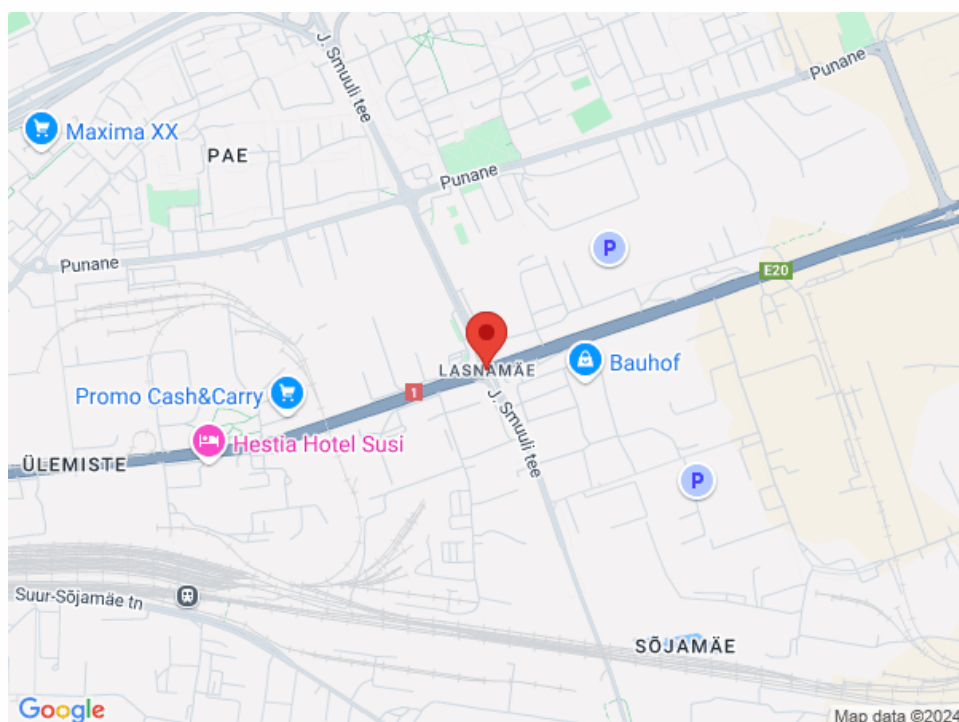 J. Smuuli tee
Punane
Maxima XX
PAE
Punane
Punane
P
E20
LASNAMÄE
Bauhof
1
Promo Cash&Carry
J. Smuuli tee
Hestia Hotel Susi
ÜLEMISTE
P
Suur-Sõjamäe tn
SÕJAMÄE
Google
Map data ©2024